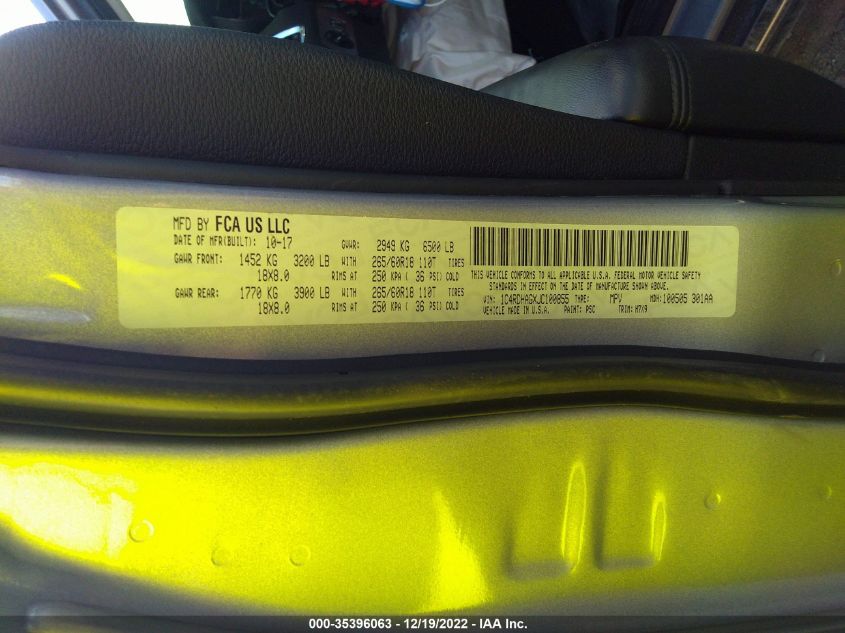 MFD BY FCA US LLC
DATE OF MFR(BUILT): 10-17 GVWR: 2949 KG 6500 LB
GAWR FRONT: 1452 KG 3200 LB WITH 265/60R18 110T TIRES
18X8.0 RIMS AT 250 KPA ( 36 PSI) COLD
GAWR REAR: 1770 KG 3900 LB WITH 265/60R18 110T TIRES
18X8.0 RIMS AT 250 KPA ( 36 PSI) COLD
THIS VEHICLE CONFORMS TO ALL APPLICABLE U.S.A. FEDERAL MOTOR VEHICLE SAFETY
STANDARDS IN EFFECT ON THE DATE OF MANUFACTURE SHOWN ABOVE.
VIN: 1C4RDHAGXJC100855 TYPE: MPV MDH: 100505 301AA
VEHICLE MADE IN U.S.A. PAINT: PSC TRIM: H7X9
000-35396063 - 12/19/2022 - IAA Inc.